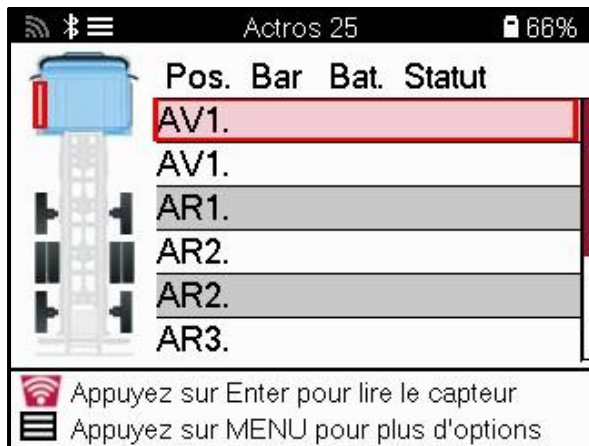 Actros 25 66%
Pos. Bar Bat. Statut
AV1.
AV1.
AR1.
AR2.
AR2.
AR3.
Appuyez sur Enter pour lire le capteur
Appuyez sur MENU pour plus d'options